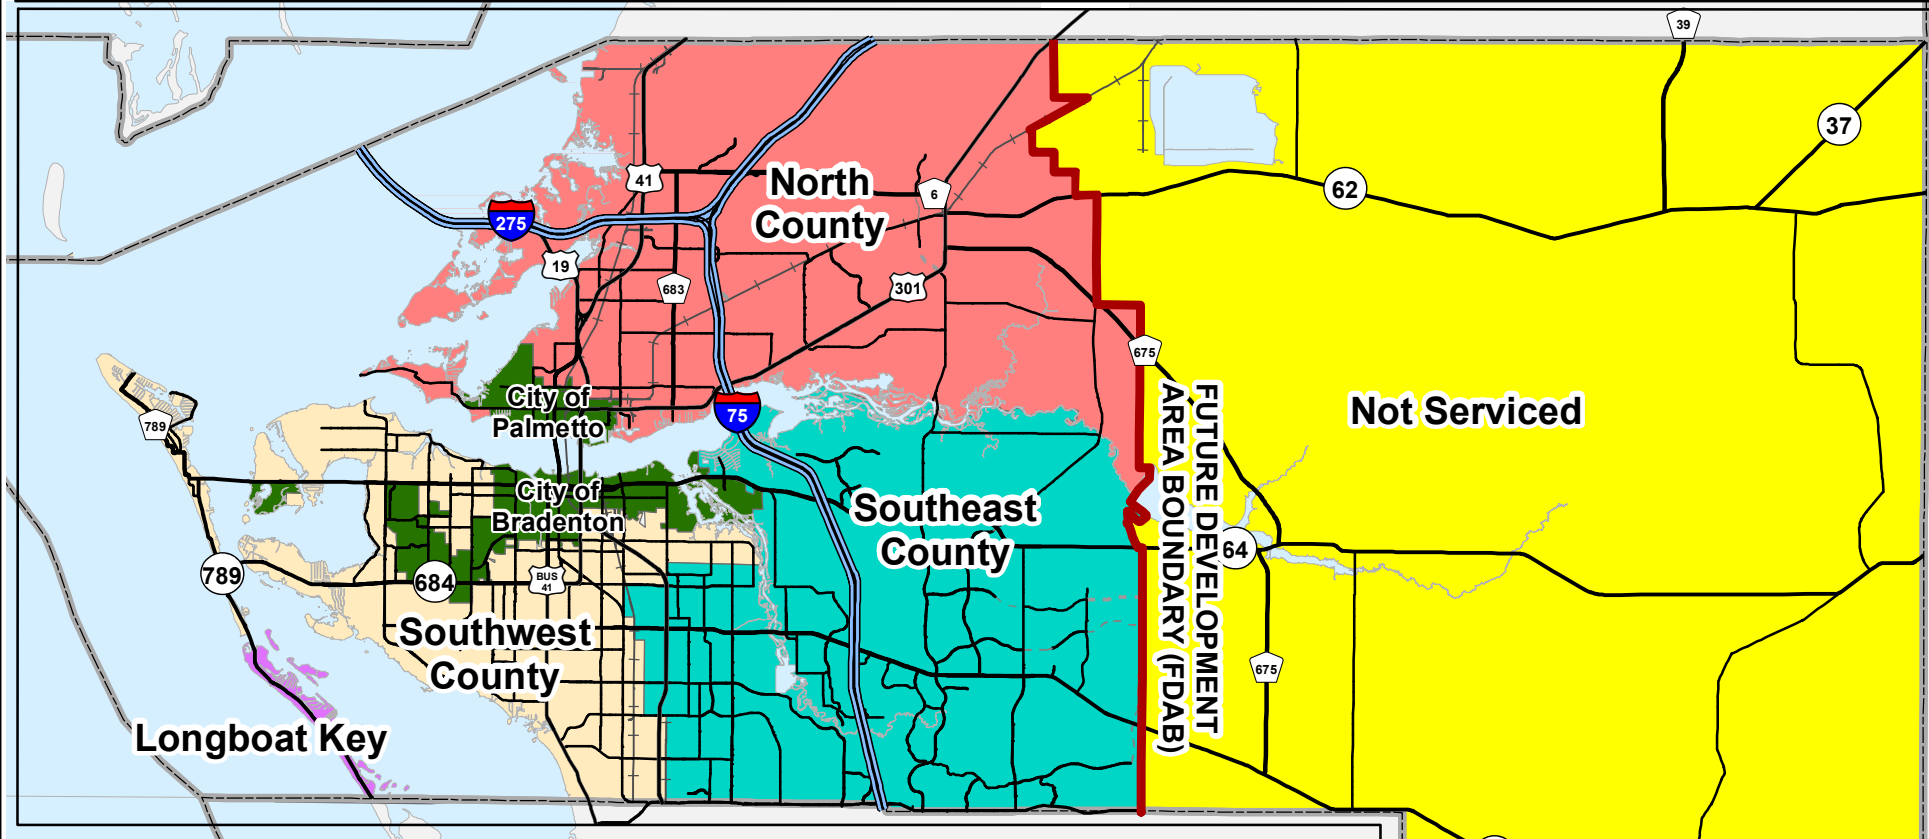 39
37
41
North
County
6
62
275
19
683
301
675
City of
Palmetto
75
789
Not Serviced
FUTURE DEVELOPMENT
AREA BOUNDARY (FDAB)
City of
Bradenton
Southeast
County
64
789
684
BUS
41
Southwest
County
675
Longboat Key